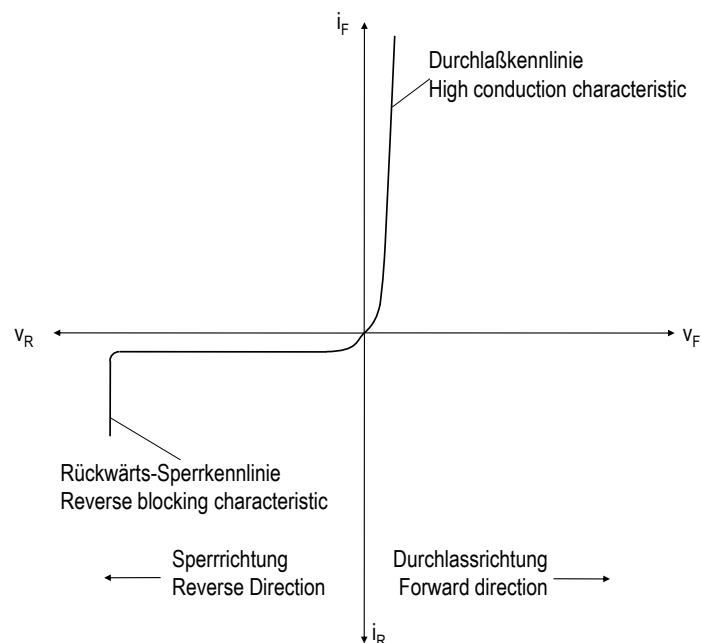 i_F
Durchlaßkennlinie
High conduction characteristic
v_R
v_F
Rückwärts-Sperrkennlinie
Reverse blocking characteristic
Sperrrichtung
Reverse Direction
Durchlassrichtung
Forward direction
i_R